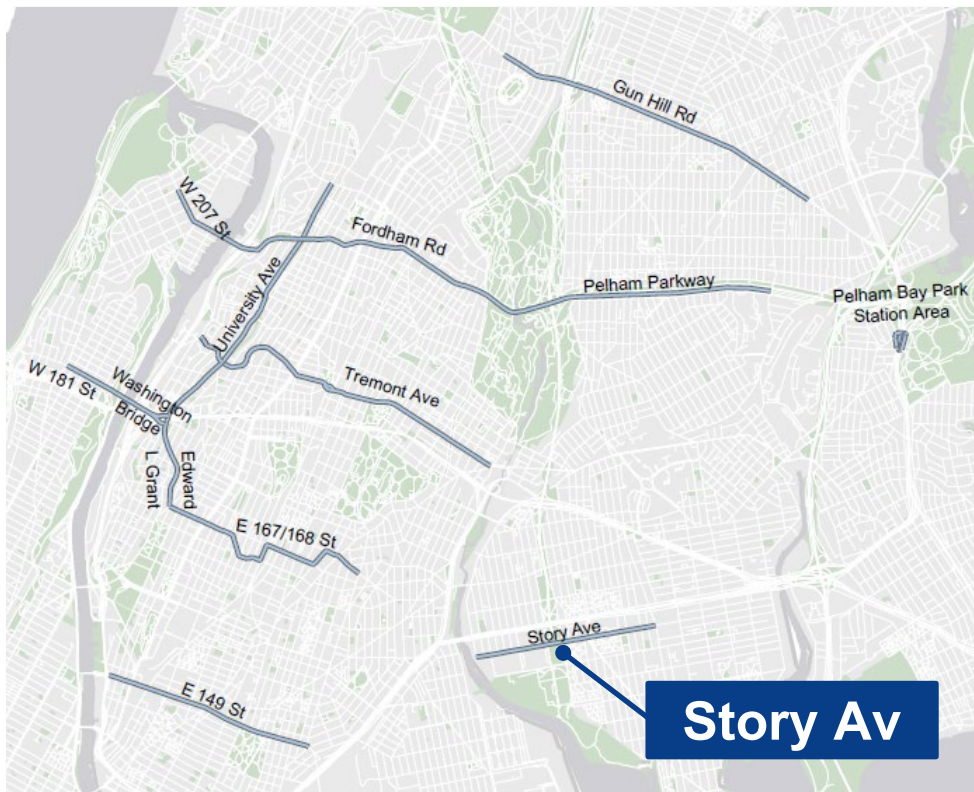 Gun Hill Rd
W 207 St
Fordham Rd
University Ave
Pelham Parkway
Pelham Bay Park
Station Area
W 181 St
Washington
Bridge
Tremont Ave
Edward
L Grant
E 167/168 St
Story Ave
E 149 St
Story Av